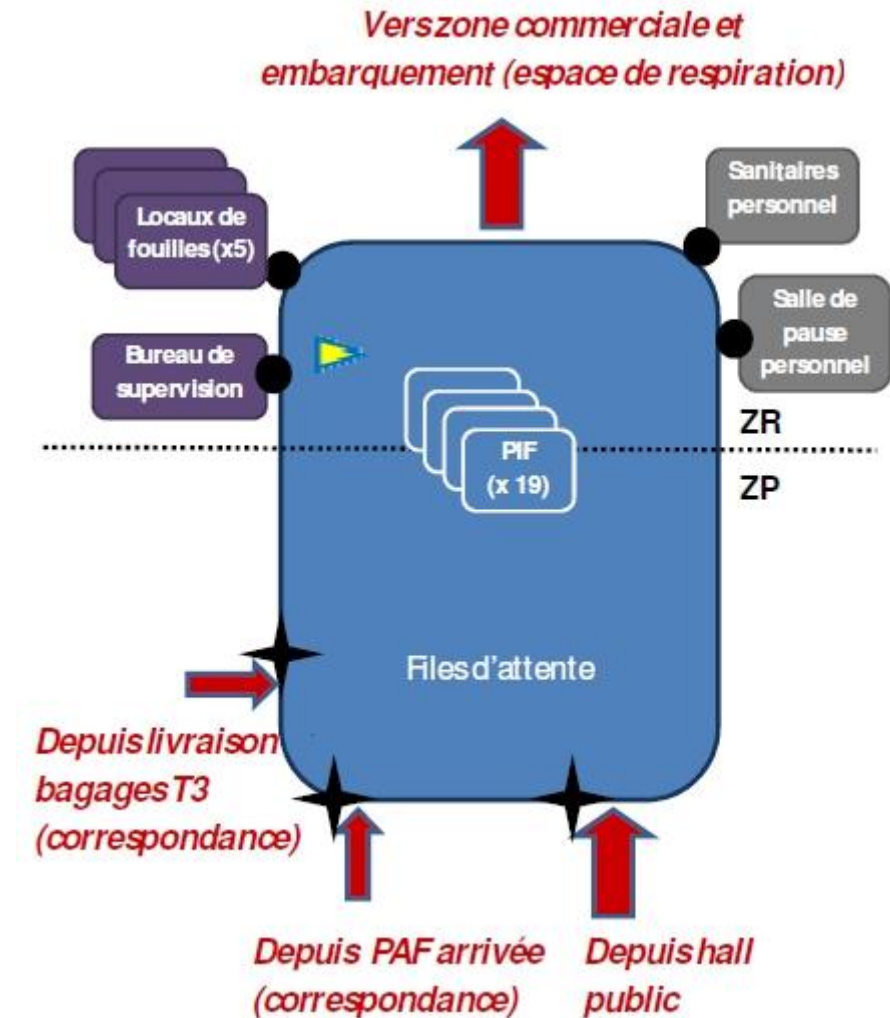 Vers zone commerciale et
embarquement (espace de respiration)
Locaux de
fouilles (x5)
Sanitaires
personnel
Bureau de
supervision
Salle de
pause
personnel
ZR
PIF
(x 19)
ZP
Files d'attente
Depuis livraison
bagages T3
(correspondance)
Depuis PAF arrivée
(correspondance)
Depuis hall
public